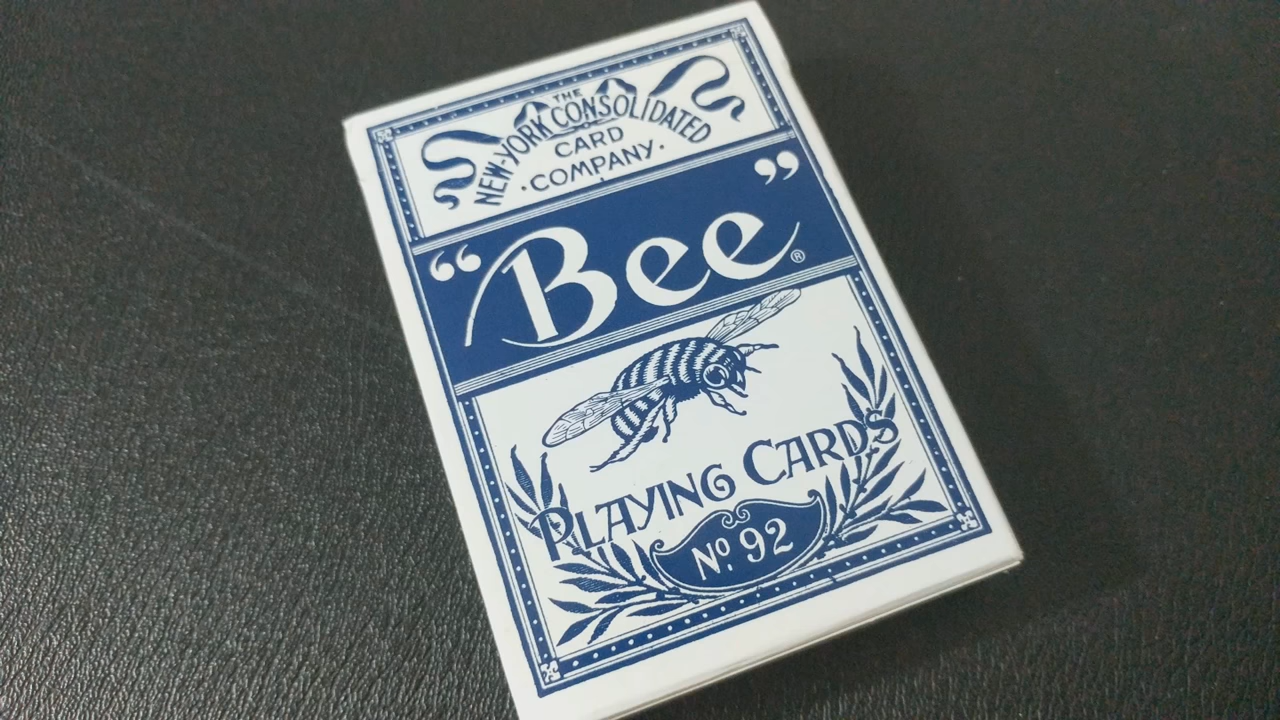 THE
NEW-YORK CONSOLIDATED
CARD
·COMPANY·
“Bee”®
PLAYING CARDS
Nº. 92